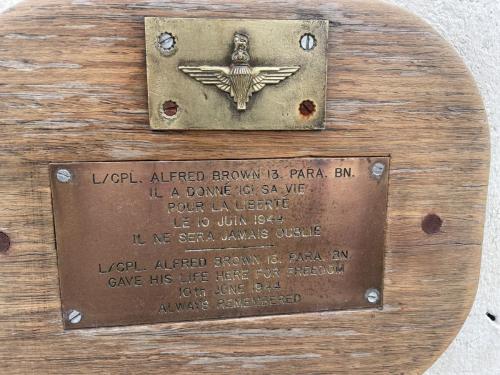 L/CPL. ALFRED BROWN 13. PARA. BN.
IL A DONNÉ ICI SA VIE
POUR LA LIBERTÉ
LE 10 JUIN 1944
IL NE SERA JAMAIS OUBLIÉ
L/CPL. ALFRED BROWN 13. PARA. BN.
GAVE HIS LIFE HERE FOR FREEDOM
10TH JUNE 1944
ALWAYS REMEMBERED